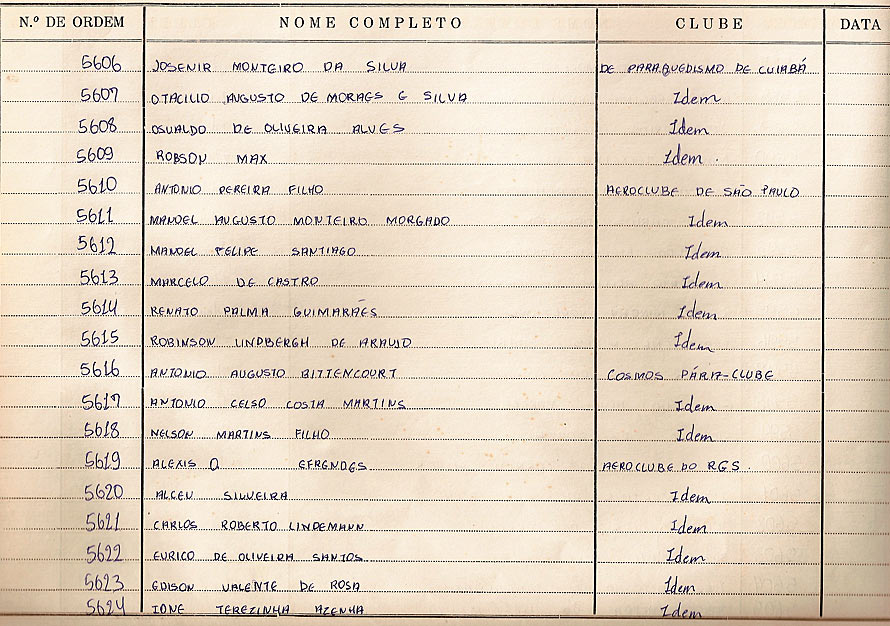 N.º DE ORDEM NOME COMPLETO CLUBE DATA
5606 JOSENIR MONTEIRO DA SILVA DE PARAQUEDISMO DE CUIABÁ
5607 OTACILIO AUGUSTO DE MORAES E SILVA Idem
5608 OSVALDO DE OLIVEIRA ALVES Idem
5609 ROBSON MAX Idem.
5610 ANTONIO PEREIRA FILHO AEROCLUBE DE SÃO PAULO
5611 MANOEL AUGUSTO MONTEIRO MORGADO Idem
5612 MANOEL FELIPE SANTIAGO Idem
5613 MARCELO DE CASTRO Idem
5614 RENATO PALMA GUIMARÃES Idem
5615 ROBINSON LINDBERGH DE ARAUJO Idem
5616 ANTONIO AUGUSTO BITTENCOURT COSMOS PÁRA-CLUBE
5617 ANTONIO CELSO COSTA MARTINS Idem
5618 NELSON MARTINS FILHO Idem
5619 ALEXIS EFRENDES AEROCLUBE DO RGS.
5620 ALCEU SILVEIRA Idem
5621 CARLOS ROBERTO LINDEMANN Idem
5622 EURICO DE OLIVEIRA SANTOS Idem
5623 EDISON VALENTE DE ROSA Idem
5624 IONE TEREZINHA AZENHA Idem